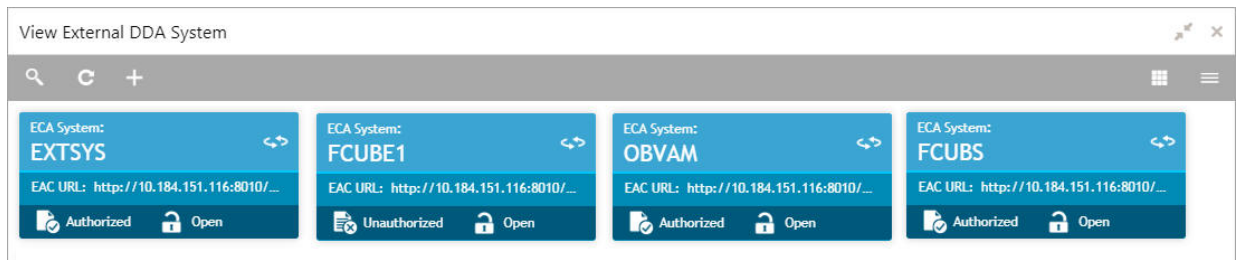 View External DDA System
ECA System:
EXTSYS
EAC URL: http://10.184.151.116:8010/...
Authorized Open
ECA System:
FCUBE1
EAC URL: http://10.184.151.116:8010/...
Unauthorized Open
ECA System:
OBVAM
EAC URL: http://10.184.151.116:8010/...
Authorized Open
ECA System:
FCUBS
EAC URL: http://10.184.151.116:8010/...
Authorized Open